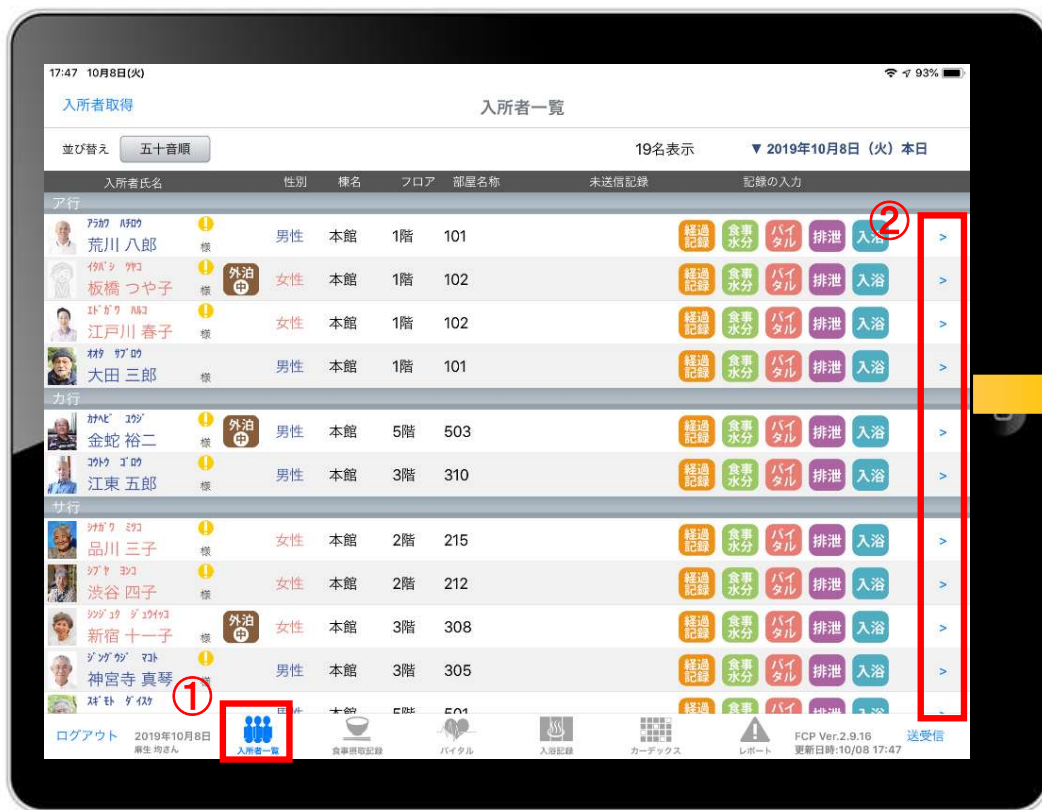 17:47 10月8日(火) 93%
入所者取得 入所者一覧
並び替え 五十音順 19名表示 ▼ 2019年10月8日（火）本日
入所者氏名 性別 棟名 フロア 部屋名称 未送信記録 記録の入力
ア行
ｱﾗｶﾜ ﾊﾁﾛｳ
荒川 八郎 様 男性 本館 1階 101 経過記録 食事水分 バイタル 排泄 入浴 ② >
ｲﾀﾊﾞｼ ﾂﾔｺ
板橋 つや子 様 外泊中 女性 本館 1階 102 経過記録 食事水分 バイタル 排泄 入浴 >
ｴﾄﾞｶﾞﾜ ﾊﾙｺ
江戸川 春子 様 女性 本館 1階 102 経過記録 食事水分 バイタル 排泄 入浴 >
ｵｵﾀ ｻﾌﾞﾛｳ
大田 三郎 様 男性 本館 1階 101 経過記録 食事水分 バイタル 排泄 入浴 >
カ行
ｶﾅﾍﾋﾞ ﾕｳｼﾞ
金蛇 裕二 様 外泊中 男性 本館 5階 503 経過記録 食事水分 バイタル 排泄 入浴 >
ｺｳﾄｳ ｺﾞﾛｳ
江東 五郎 様 男性 本館 3階 310 経過記録 食事水分 バイタル 排泄 入浴 >
サ行
ｼﾅｶﾞﾜ ﾐﾂｺ
品川 三子 様 女性 本館 2階 215 経過記録 食事水分 バイタル 排泄 入浴 >
ｼﾌﾞﾔ ﾖﾝｺ
渋谷 四子 様 女性 本館 2階 212 経過記録 食事水分 バイタル 排泄 入浴 >
ｼﾝｼﾞｭｸ ｼﾞｭｳｲﾁｺ
新宿 十一子 様 外泊中 女性 本館 3階 308 経過記録 食事水分 バイタル 排泄 入浴 >
ｼﾞﾝｸﾞｳｼﾞ ﾏｺﾄ
神宮寺 真琴 様 男性 本館 3階 305 経過記録 食事水分 バイタル 排泄 入浴 >
ｽｷﾞﾓﾄ ﾀﾞｲｽｹ ①
男性 本館 5階 501 経過記録 食事水分 バイタル 排泄 入浴 >
ログアウト 2019年10月8日 麻生 均さん 入所者一覧 食事摂取記録 バイタル 入浴記録 カーデックス レポート FCP Ver.2.9.16 更新日時:10/08 17:47 送受信